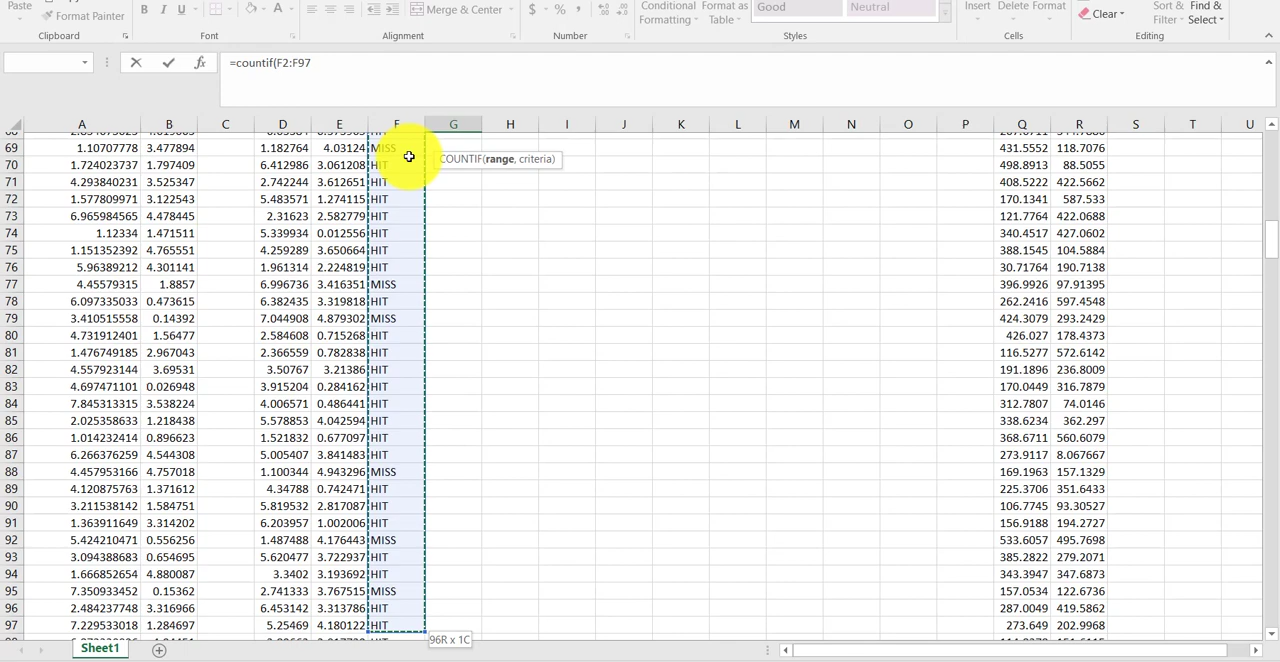 Paste
Format Painter
B I U
A
Merge & Center
$ %
Conditional Formatting
Format as Table
Good
Neutral
Insert Delete Format
Clear
Sort & Filter
Find & Select
Clipboard Font Alignment Number Styles Cells Editing
fx =countif(F2:F97
A B C D E F G H I J K L M N O P Q R S T U
69 1.10707778 3.477894 1.182764 4.03124 MISS 431.5552 118.7076
COUNTIF(range, criteria)
70 1.724023737 1.797409 6.412986 3.061208 HIT 498.8913 88.5055
71 4.293840231 3.525347 2.742244 3.612651 HIT 408.5222 422.5662
72 1.577809971 3.122543 5.483571 1.274115 HIT 170.1341 587.533
73 6.965984565 4.478445 2.31623 2.582779 HIT 121.7764 422.0688
74 1.12334 1.471511 5.339934 0.012556 HIT 340.4517 427.0602
75 1.151352392 4.765551 4.259289 3.650664 HIT 388.1545 104.5884
76 5.96389212 4.301141 1.961314 2.224819 HIT 30.71764 190.7138
77 4.45579315 1.8857 6.996736 3.416351 MISS 396.9926 97.91395
78 6.097335033 0.473615 6.382435 3.319818 HIT 262.2416 597.4548
79 3.410515558 0.14392 7.044908 4.879302 MISS 424.3079 293.2429
80 4.731912401 1.56477 2.584608 0.715268 HIT 426.027 178.4373
81 1.476749185 2.967043 2.366559 0.782838 HIT 116.5277 572.6142
82 4.557923144 3.69531 3.50767 3.21386 HIT 191.1896 236.8009
83 4.697471101 0.026948 3.915204 0.284162 HIT 170.0449 316.7879
84 7.845313315 3.538224 4.006571 0.486441 HIT 312.7807 74.0146
85 2.025358633 1.218438 5.578853 4.042594 HIT 338.6234 362.297
86 1.014232414 0.896623 1.521832 0.677097 HIT 368.6711 560.6079
87 6.266376259 4.544308 5.005407 3.841483 HIT 273.9117 8.067667
88 4.457953166 4.757018 1.100344 4.943296 MISS 169.1963 157.1329
89 4.120875763 1.371612 4.34788 0.742471 HIT 225.3706 351.6433
90 3.211538142 1.584751 5.819532 2.817087 HIT 106.7745 93.30527
91 1.363911649 3.314202 6.203957 1.002006 HIT 156.9188 194.2727
92 5.424210471 0.556256 1.487488 4.176443 MISS 533.6057 495.7698
93 3.094388683 0.654695 5.620477 3.722937 HIT 385.2822 279.2071
94 1.666852654 4.880087 3.3402 3.193692 HIT 343.3947 347.6873
95 7.350933452 0.15362 2.741333 3.767515 MISS 157.0534 122.6736
96 2.484237748 3.316966 6.453142 3.313786 HIT 287.0049 419.5862
97 7.229533018 1.284697 5.25469 4.180122 HIT 273.649 202.9968
96R x 1C
Sheet1